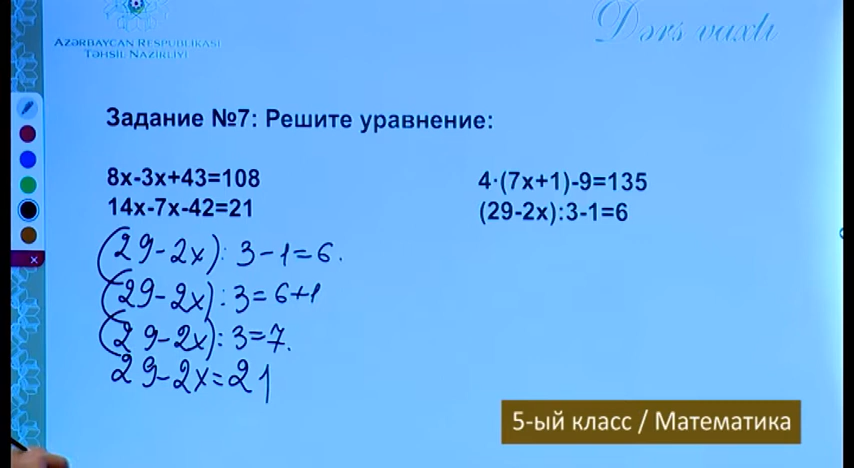 AZƏRBAYCAN RESPUBLİKASI
TƏHSİL NAZİRLİYİ
Dərs vaxtı
Задание №7: Решите уравнение:
8x-3x+43=108
14x-7x-42=21
4·(7x+1)-9=135
(29-2x):3-1=6
(29-2x):3-1=6.
(29-2x):3=6+1
(29-2x):3=7.
29-2x=21
5-ый класс / Математика